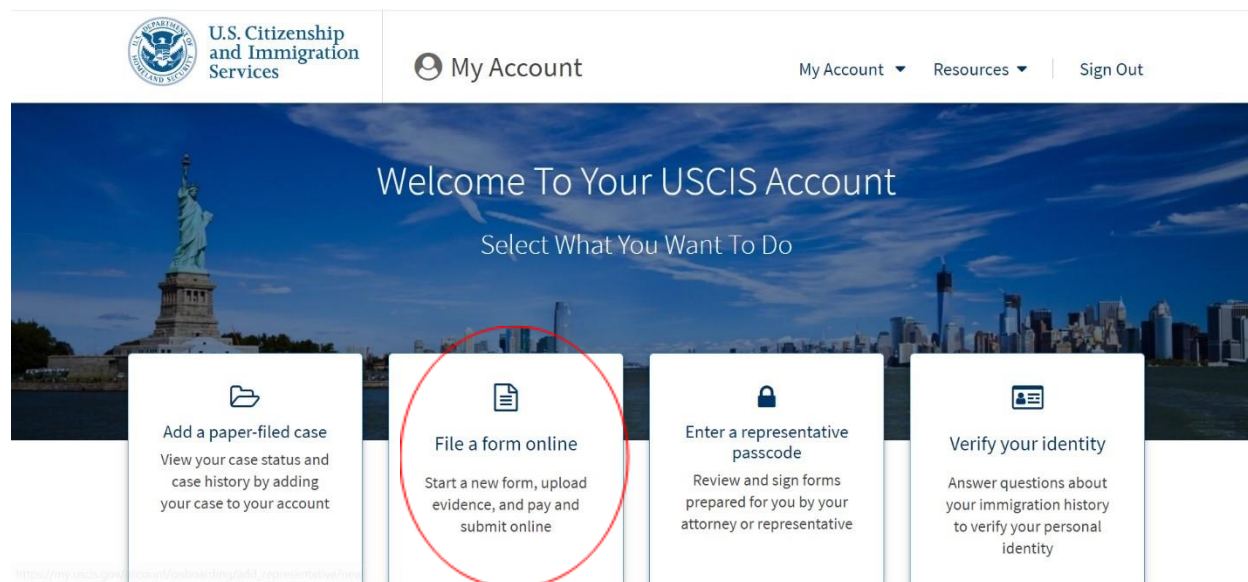 U.S. Citizenship
and Immigration
Services
My Account
My Account
Resources
Sign Out
Welcome To Your USCIS Account
Select What You Want To Do
Add a paper-filed case
View your case status and
case history by adding
your case to your account
File a form online
Start a new form, upload
evidence, and pay and
submit online
Enter a representative
passcode
Review and sign forms
prepared for you by your
attorney or representative
Verify your identity
Answer questions about
your immigration history
to verify your personal
identity